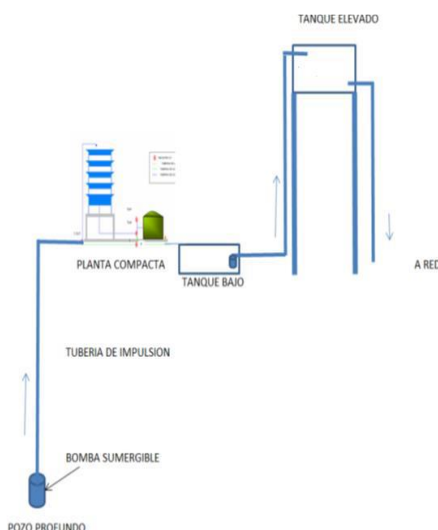 TANQUE ELEVADO
PLANTA COMPACTA
TANQUE BAJO
A RED
TUBERIA DE IMPULSION
BOMBA SUMERGIBLE
POZO PROFUNDO